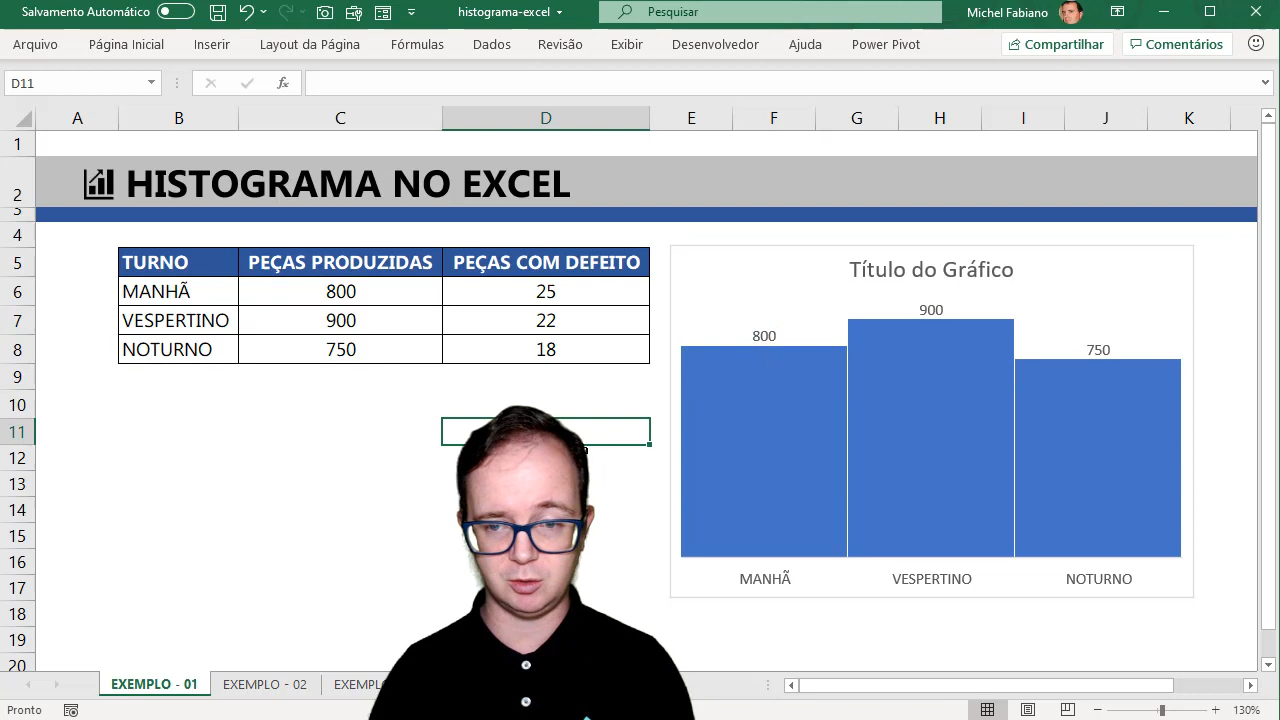 Salvamento Automático
histograma-excel
Pesquisar
Michel Fabiano
Arquivo
Página Inicial
Inserir
Layout da Página
Fórmulas
Dados
Revisão
Exibir
Desenvolvedor
Ajuda
Power Pivot
Compartilhar
Comentários
D11
fx
A B C D E F G H I J K
1
2
3
4
5
6
7
8
9
10
11
12
13
14
15
16
17
18
19
20
HISTOGRAMA NO EXCEL
TURNO PEÇAS PRODUZIDAS PEÇAS COM DEFEITO
MANHÃ 800 25
VESPERTINO 900 22
NOTURNO 750 18
Título do Gráfico
800
900
750
MANHÃ VESPERTINO NOTURNO
EXEMPLO - 01
EXEMPLO - 02
Pronto
130%